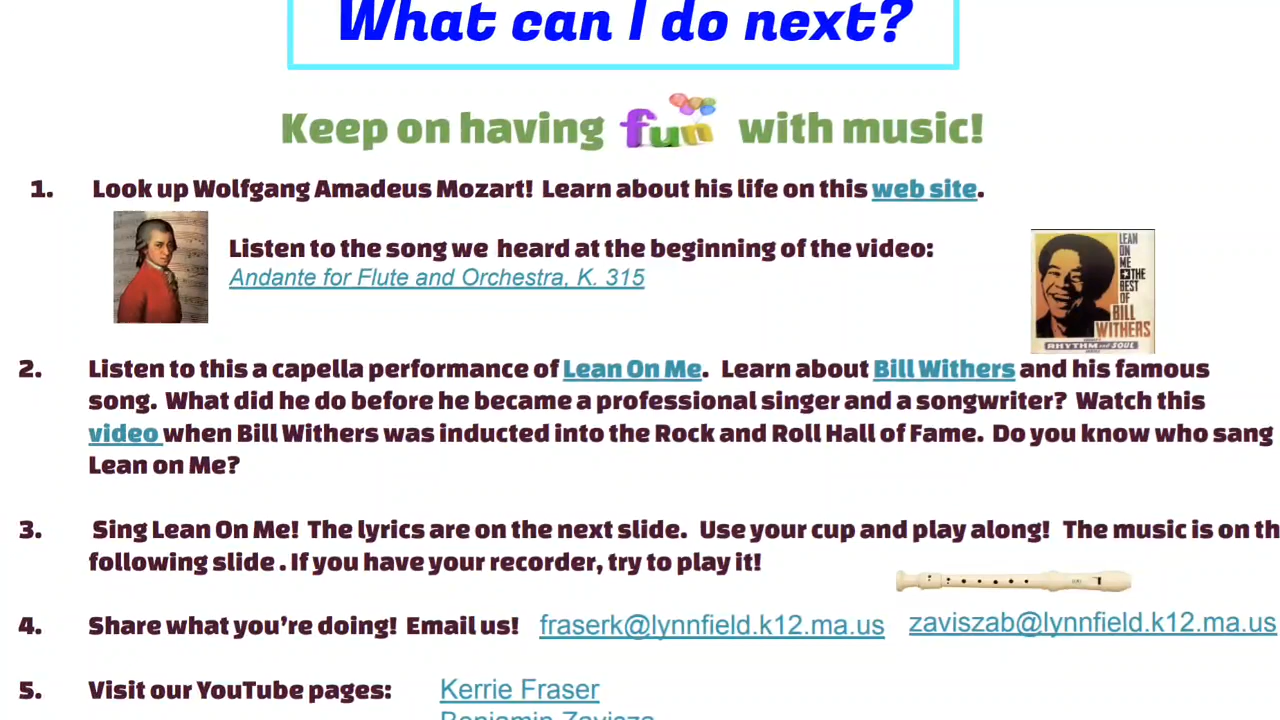 What can I do next?
Keep on having fun with music!
1. Look up Wolfgang Amadeus Mozart! Learn about his life on this web site.
Listen to the song we heard at the beginning of the video:
Andante for Flute and Orchestra, K. 315
LEAN
ON
ME
THE
BEST
OF
BILL
WITHERS
RHYTHM and SOUL
2. Listen to this a capella performance of Lean On Me. Learn about Bill Withers and his famous
song. What did he do before he became a professional singer and a songwriter? Watch this
video when Bill Withers was inducted into the Rock and Roll Hall of Fame. Do you know who sang
Lean on Me?
3. Sing Lean On Me! The lyrics are on the next slide. Use your cup and play along! The music is on th
following slide . If you have your recorder, try to play it!
4. Share what you're doing! Email us! fraserk@lynnfield.k12.ma.us zaviszab@lynnfield.k12.ma.us
5. Visit our YouTube pages: Kerrie Fraser
Benjamin Zavisza